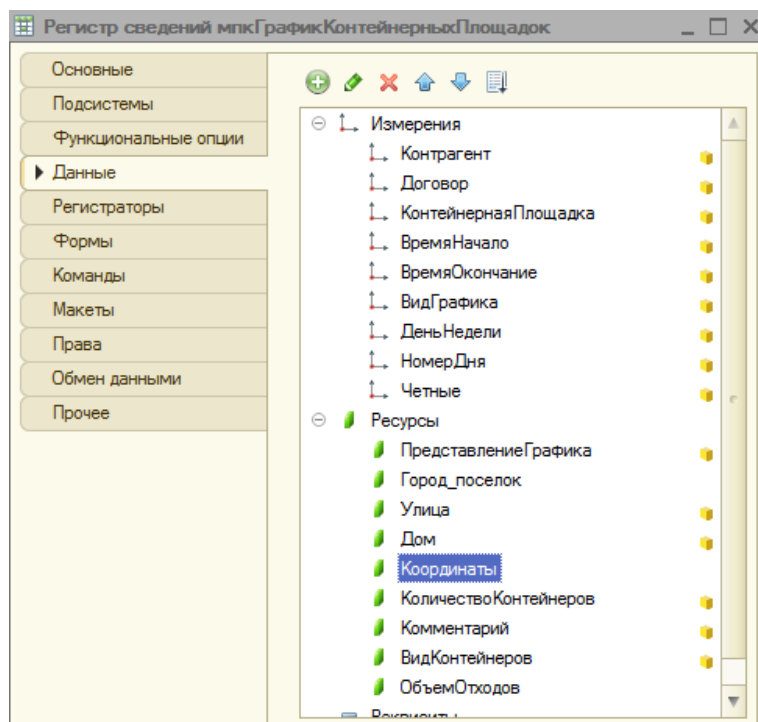 Регистр сведений мпкГрафикКонтейнерныхПлощадок
Основные
Подсистемы
Функциональные опции
Данные
Регистраторы
Формы
Команды
Макеты
Права
Обмен данными
Прочее
Измерения
Контрагент
Договор
КонтейнернаяПлощадка
ВремяНачало
ВремяОкончание
ВидГрафика
ДеньНедели
НомерДня
Четные
Ресурсы
ПредставлениеГрафика
Город_поселок
Улица
Дом
Координаты
КоличествоКонтейнеров
Комментарий
ВидКонтейнеров
ОбъемОтходов
Реквизиты